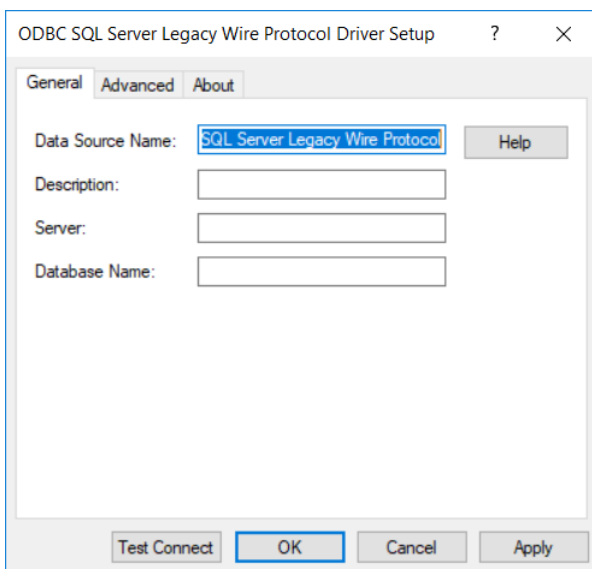 ODBC SQL Server Legacy Wire Protocol Driver Setup ? ×
General Advanced About
Data Source Name: SQL Server Legacy Wire Protocol Help
Description:
Server:
Database Name:
Test Connect OK Cancel Apply